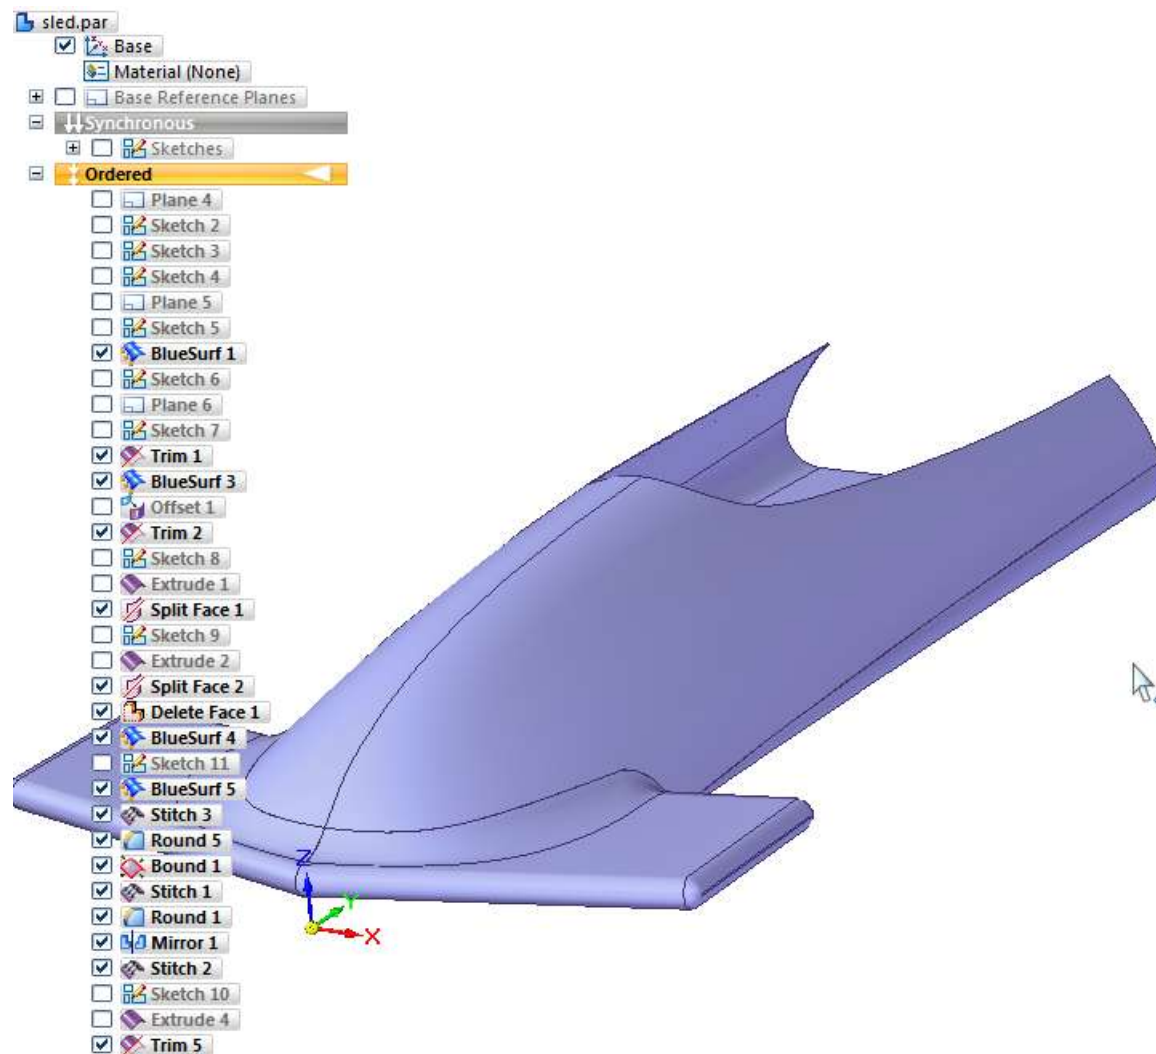 sled.par
Base
Material (None)
Base Reference Planes
Synchronous
Sketches
Ordered
Plane 4
Sketch 2
Sketch 3
Sketch 4
Plane 5
Sketch 5
BlueSurf 1
Sketch 6
Plane 6
Sketch 7
Trim 1
BlueSurf 3
Offset 1
Trim 2
Sketch 8
Extrude 1
Split Face 1
Sketch 9
Extrude 2
Split Face 2
Delete Face 1
BlueSurf 4
Sketch 11
BlueSurf 5
Stitch 3
Round 5
Bound 1
Stitch 1
Round 1
Mirror 1
Stitch 2
Sketch 10
Extrude 4
Trim 5
Z
Y
X